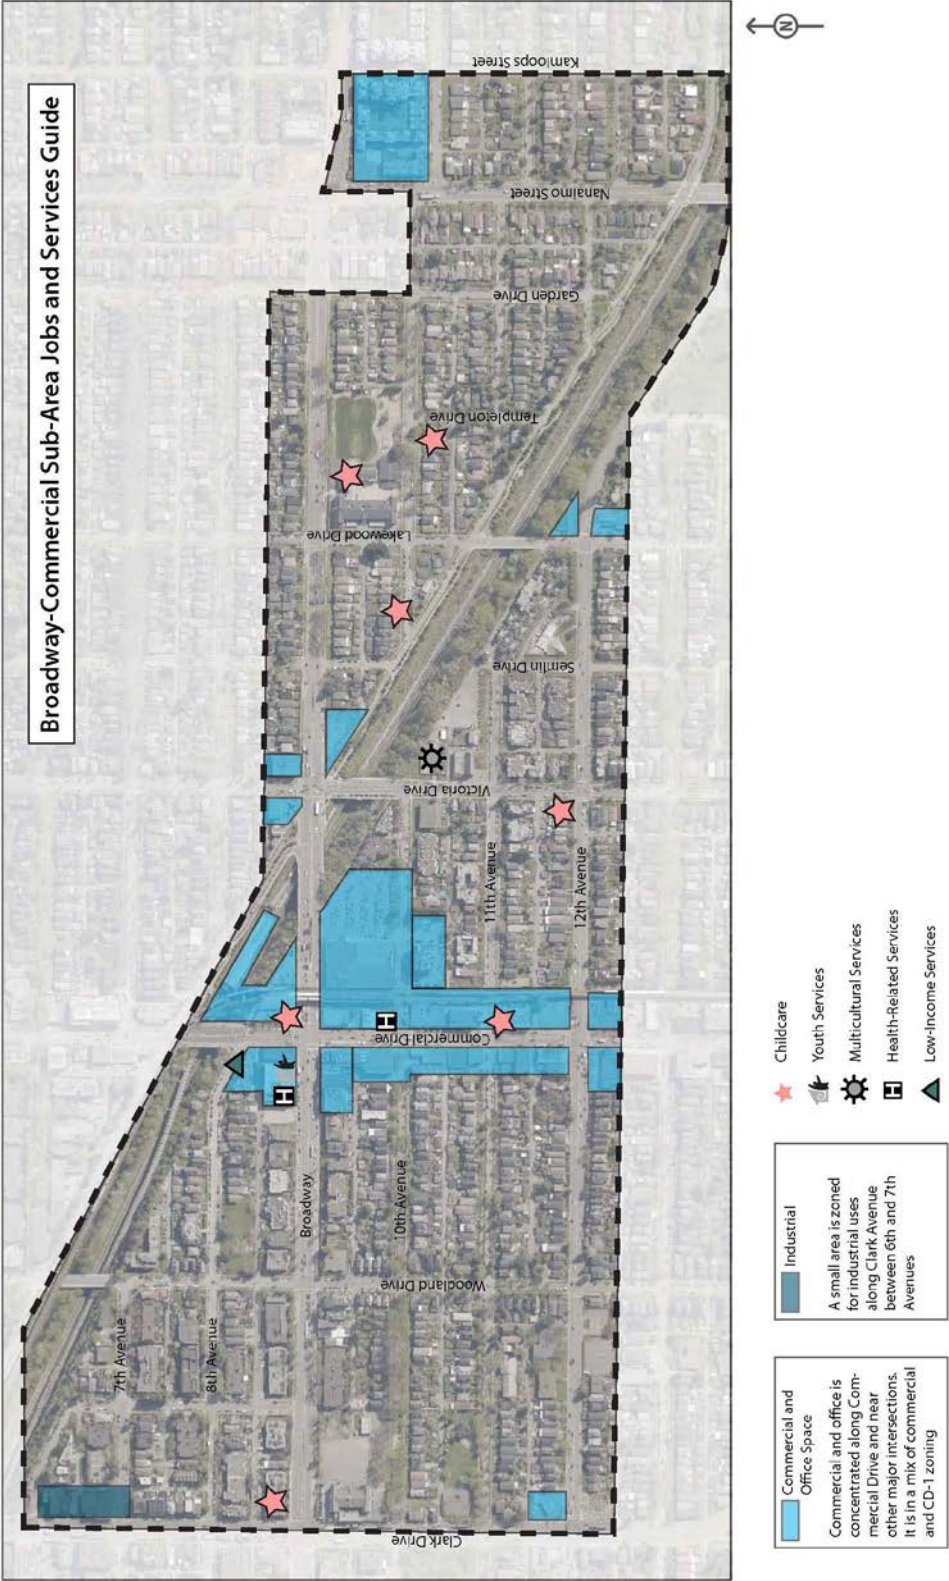 Broadway-Commercial Sub-Area Jobs and Services Guide
N
Kamloops Street
Nanaimo Street
Garden Drive
Templeton Drive
Lakewood Drive
Semlin Drive
Victoria Drive
11th Avenue
12th Avenue
Commercial Drive
H
H
Broadway
10th Avenue
Woodland Drive
7th Avenue
8th Avenue
Clark Drive
Commercial and
Office Space
Commercial and office is
concentrated along Com-
mercial Drive and near
other major intersections.
It is in a mix of commercial
and CD-1 zoning
Industrial
A small area is zoned
for industrial uses
along Clark Avenue
between 6th and 7th
Avenues
Childcare
Youth Services
Multicultural Services
H Health-Related Services
Low-Income Services